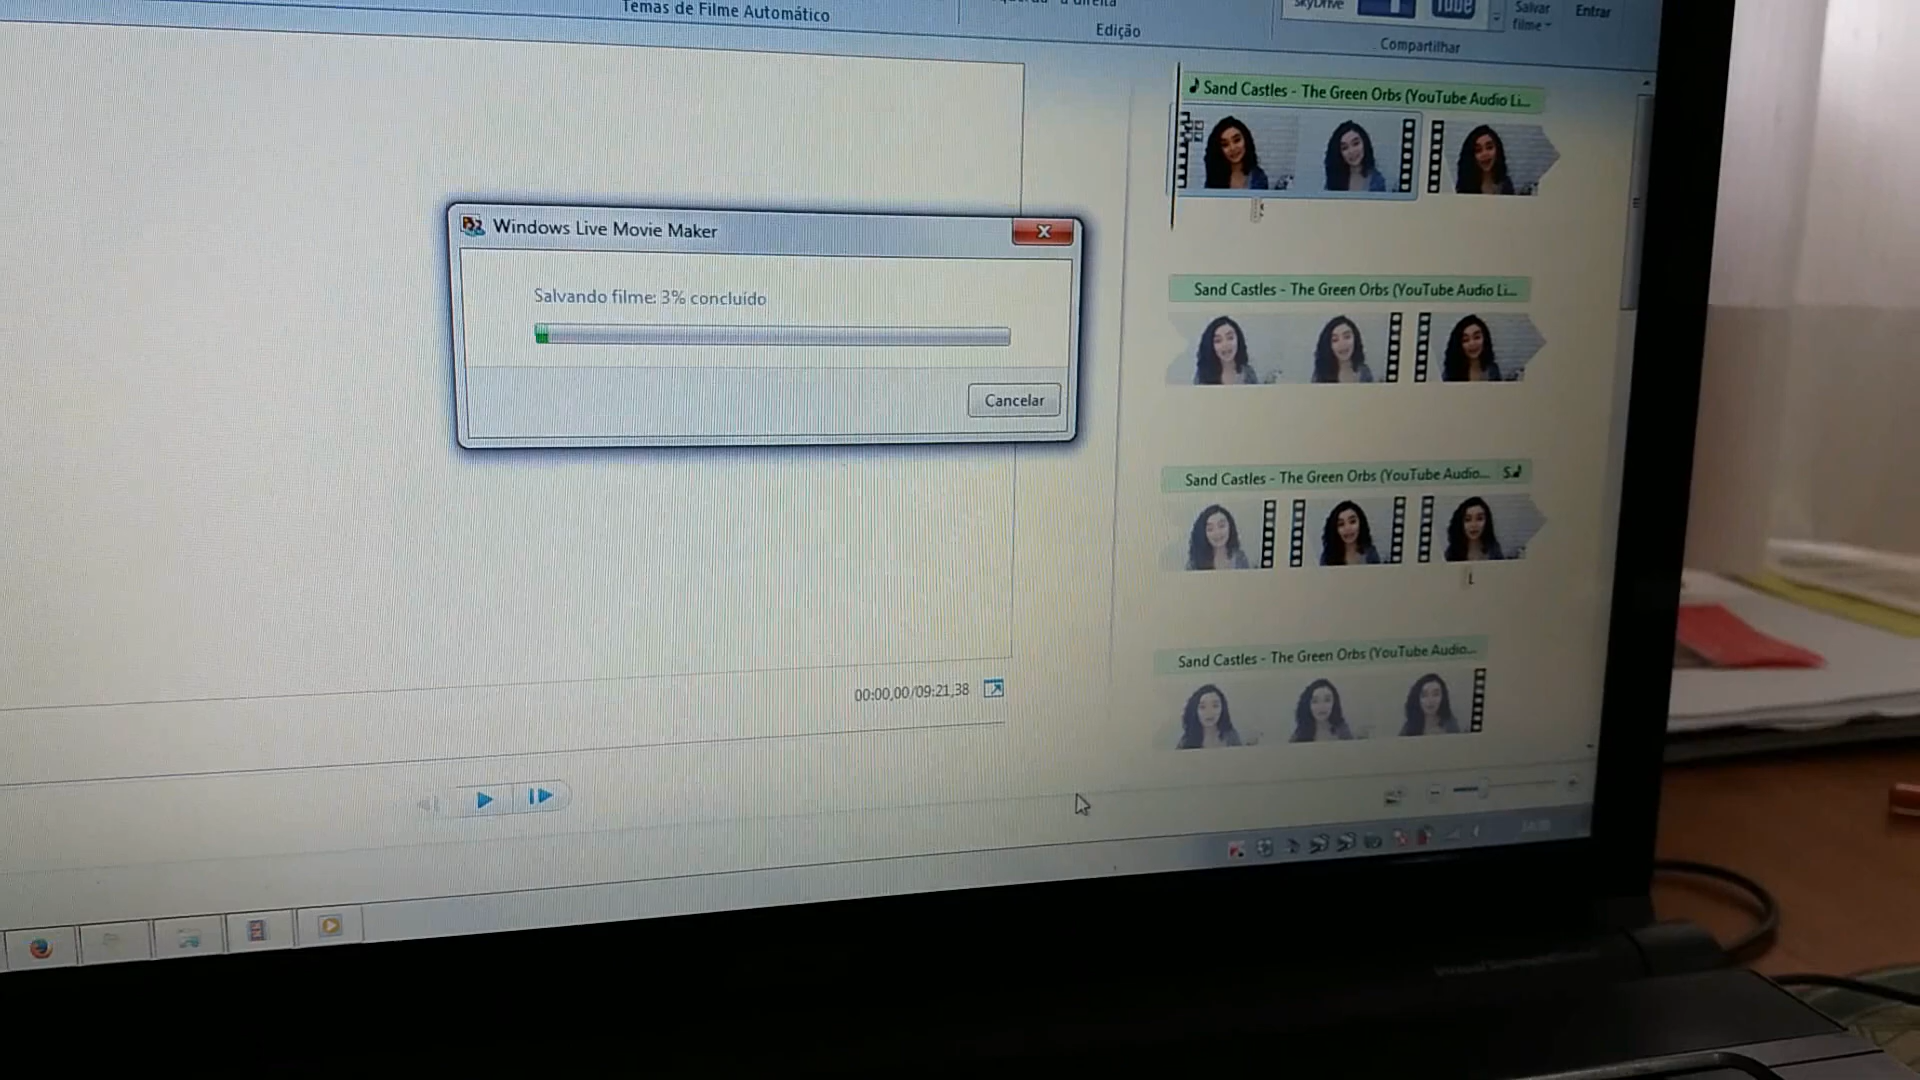 Temas de Filme Automático
Edição
SkyDrive
Tube
Salvar
filme
Entrar
Compartilhar
Sand Castles - The Green Orbs (YouTube Audio Li...
Windows Live Movie Maker
Salvando filme: 3% concluído
Cancelar
Sand Castles - The Green Orbs (YouTube Audio Li...
Sand Castles - The Green Orbs (YouTube Audio... S
L
Sand Castles - The Green Orbs (YouTube Audio...
00:00,00/09:21,38